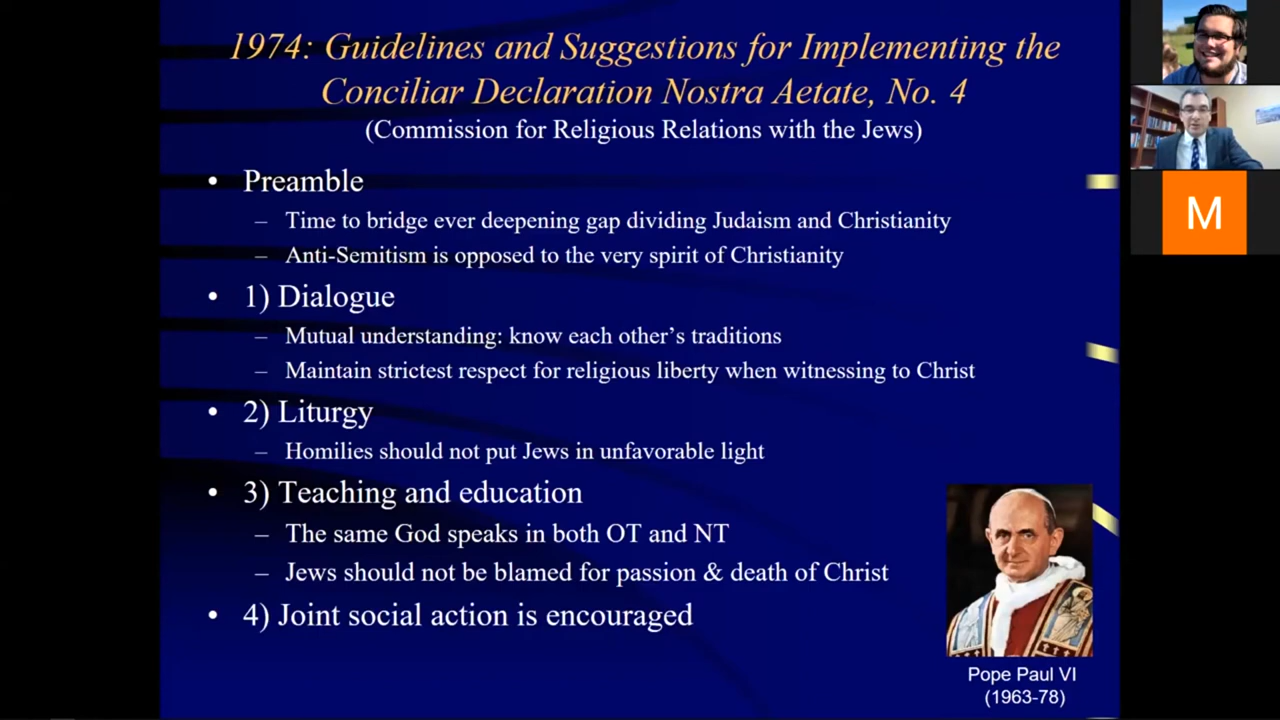 1974: Guidelines and Suggestions for Implementing the
Conciliar Declaration Nostra Aetate, No. 4
(Commission for Religious Relations with the Jews)
• Preamble
– Time to bridge ever deepening gap dividing Judaism and Christianity
– Anti-Semitism is opposed to the very spirit of Christianity
• 1) Dialogue
– Mutual understanding: know each other's traditions
– Maintain strictest respect for religious liberty when witnessing to Christ
• 2) Liturgy
– Homilies should not put Jews in unfavorable light
• 3) Teaching and education
– The same God speaks in both OT and NT
– Jews should not be blamed for passion & death of Christ
• 4) Joint social action is encouraged
Pope Paul VI
(1963-78)
M